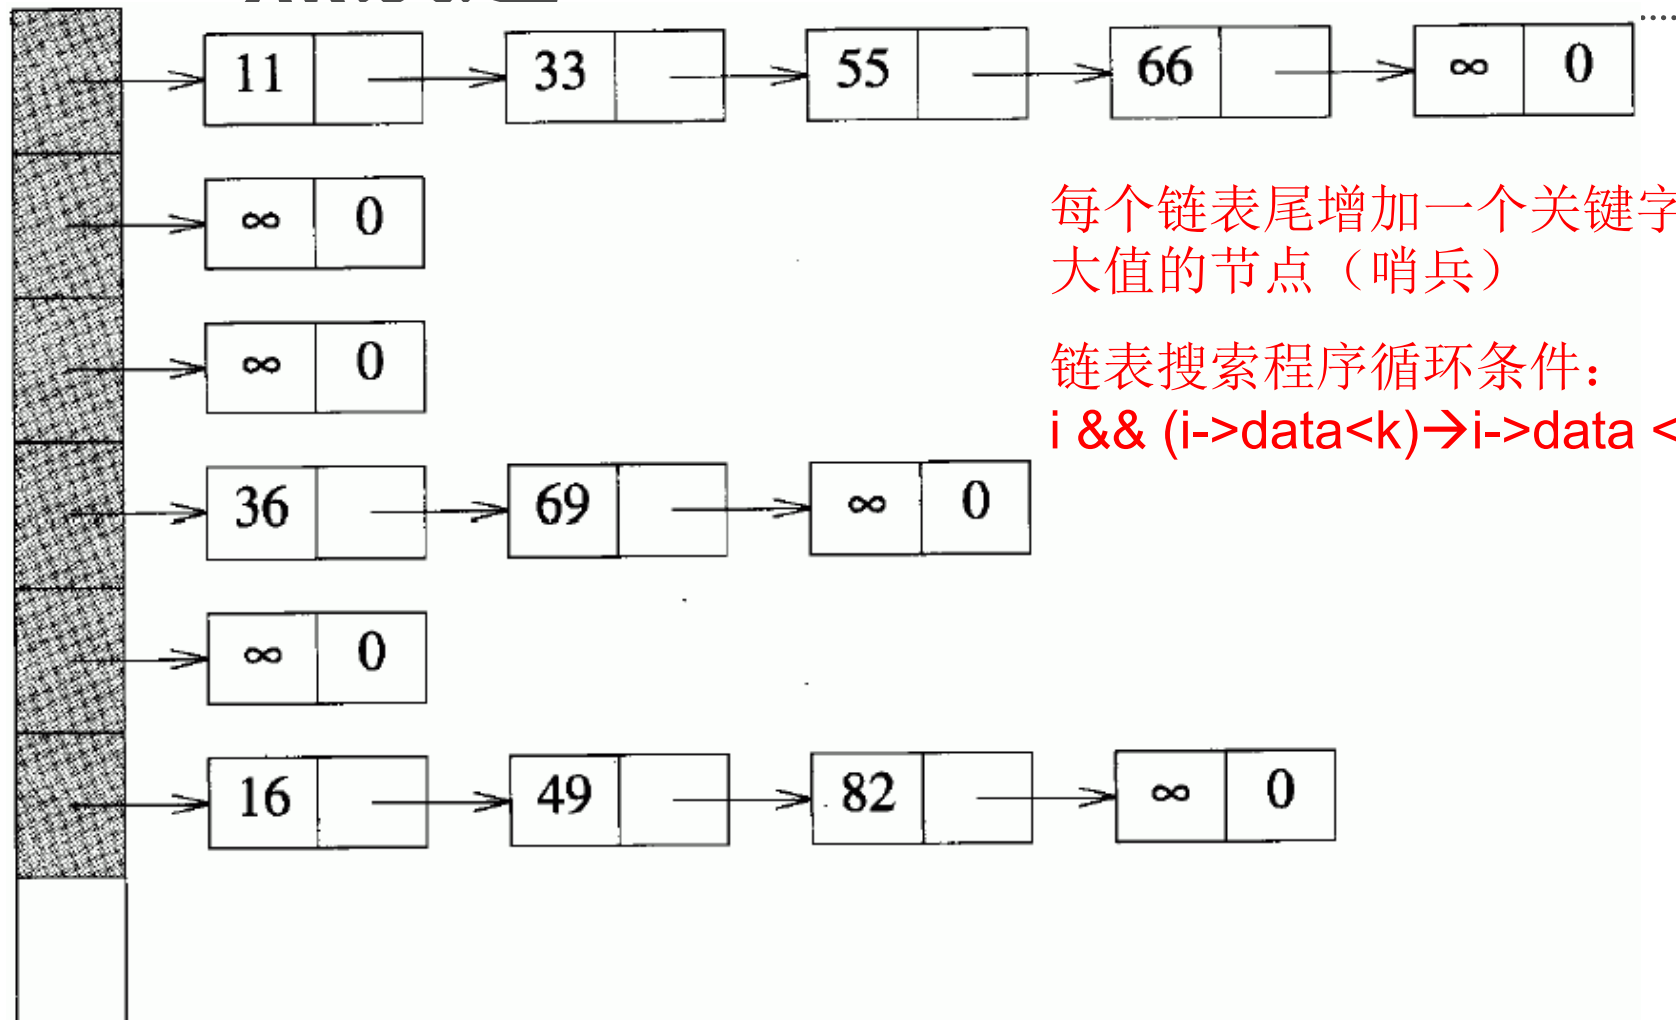 11 33 55 66 ∞ 0
∞ 0
每个链表尾增加一个关键字
大值的节点（哨兵）
∞ 0
链表搜索程序循环条件：
i && (i->data<k)→i->data <
36 69 ∞ 0
∞ 0
16 49 82 ∞ 0